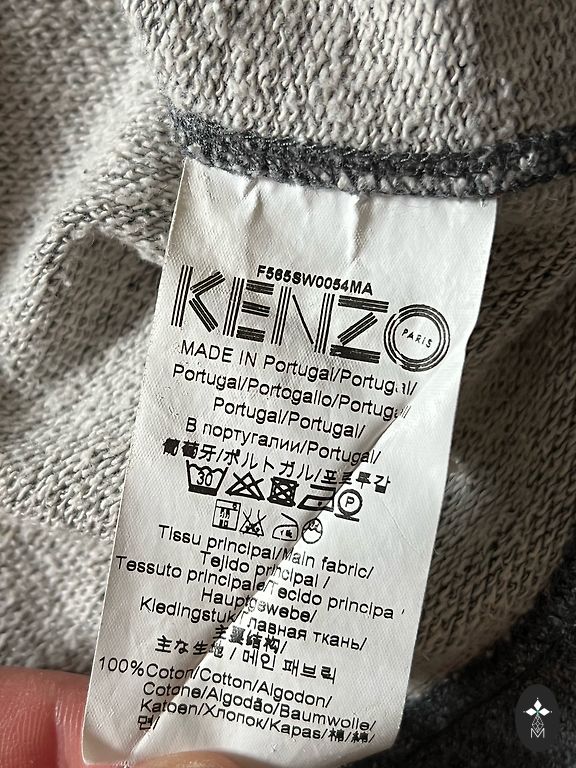 F565SW0054MA
KENZO
PARIS
MADE IN Portugal/Portugal/
Portugal/Portogallo/Portugal/
Portugal/Portugal/
В португалии/Portugal/
葡萄牙/ポルトガル/포르투갈
30
P
Tissu principal/Main fabric/
Tejido principal /
Tessuto principale/Tecido principa
Hauptgewebe/
Kledingstuk/главная ткань/
主要结构/
主な生地/메인 패브릭
100%Coton/Cotton/Algodon/
Cotone/Algodão/Baumwolle/
Katoen/Хлопок/Kapas/棉/綿/
면/
M